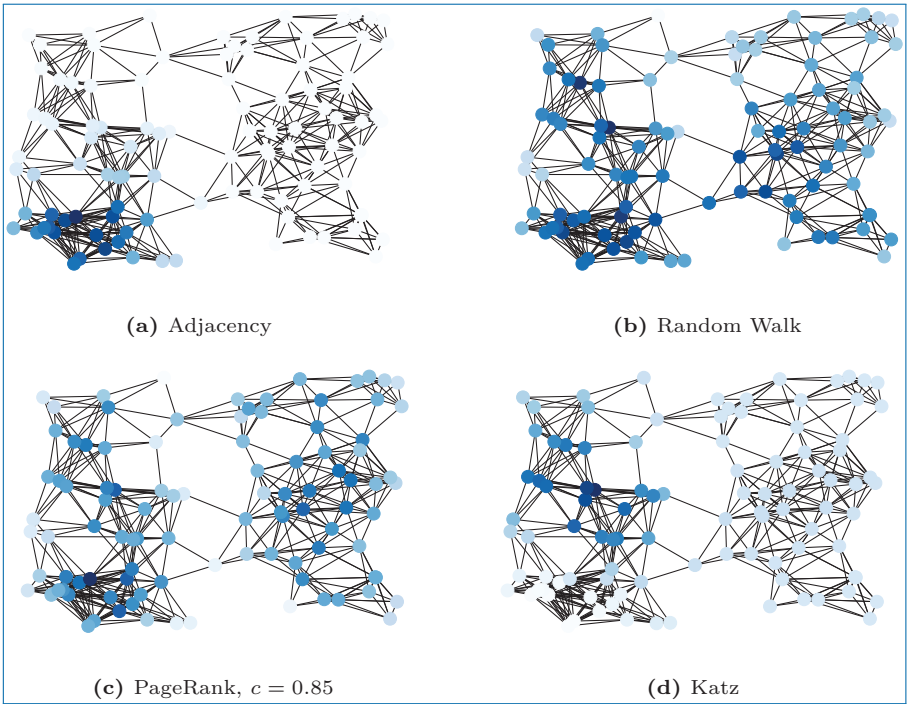 (a) Adjacency
(b) Random Walk
(c) PageRank, c = 0.85
(d) Katz